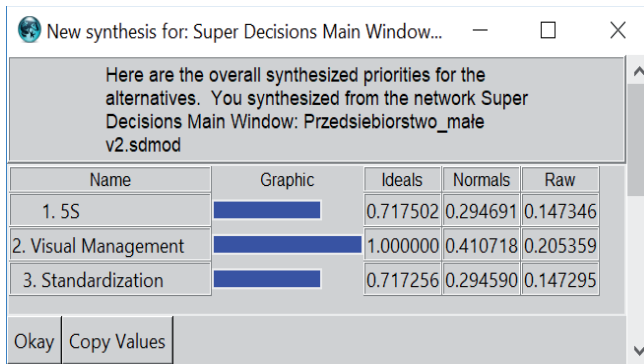 New synthesis for: Super Decisions Main Window...
Here are the overall synthesized priorities for the
alternatives. You synthesized from the network Super
Decisions Main Window: Przedsiebiorstwo_małe
v2.sdmod
Name Graphic Ideals Normals Raw
1. 5S 0.717502 0.294691 0.147346
2. Visual Management 1.000000 0.410718 0.205359
3. Standardization 0.717256 0.294590 0.147295
Okay Copy Values